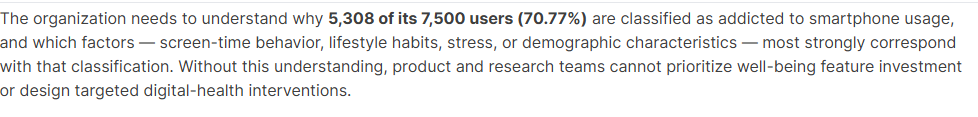 The organization needs to understand why 5,308 of its 7,500 users (70.77%) are classified as addicted to smartphone usage,
and which factors — screen-time behavior, lifestyle habits, stress, or demographic characteristics — most strongly correspond
with that classification. Without this understanding, product and research teams cannot prioritize well-being feature investment
or design targeted digital-health interventions.